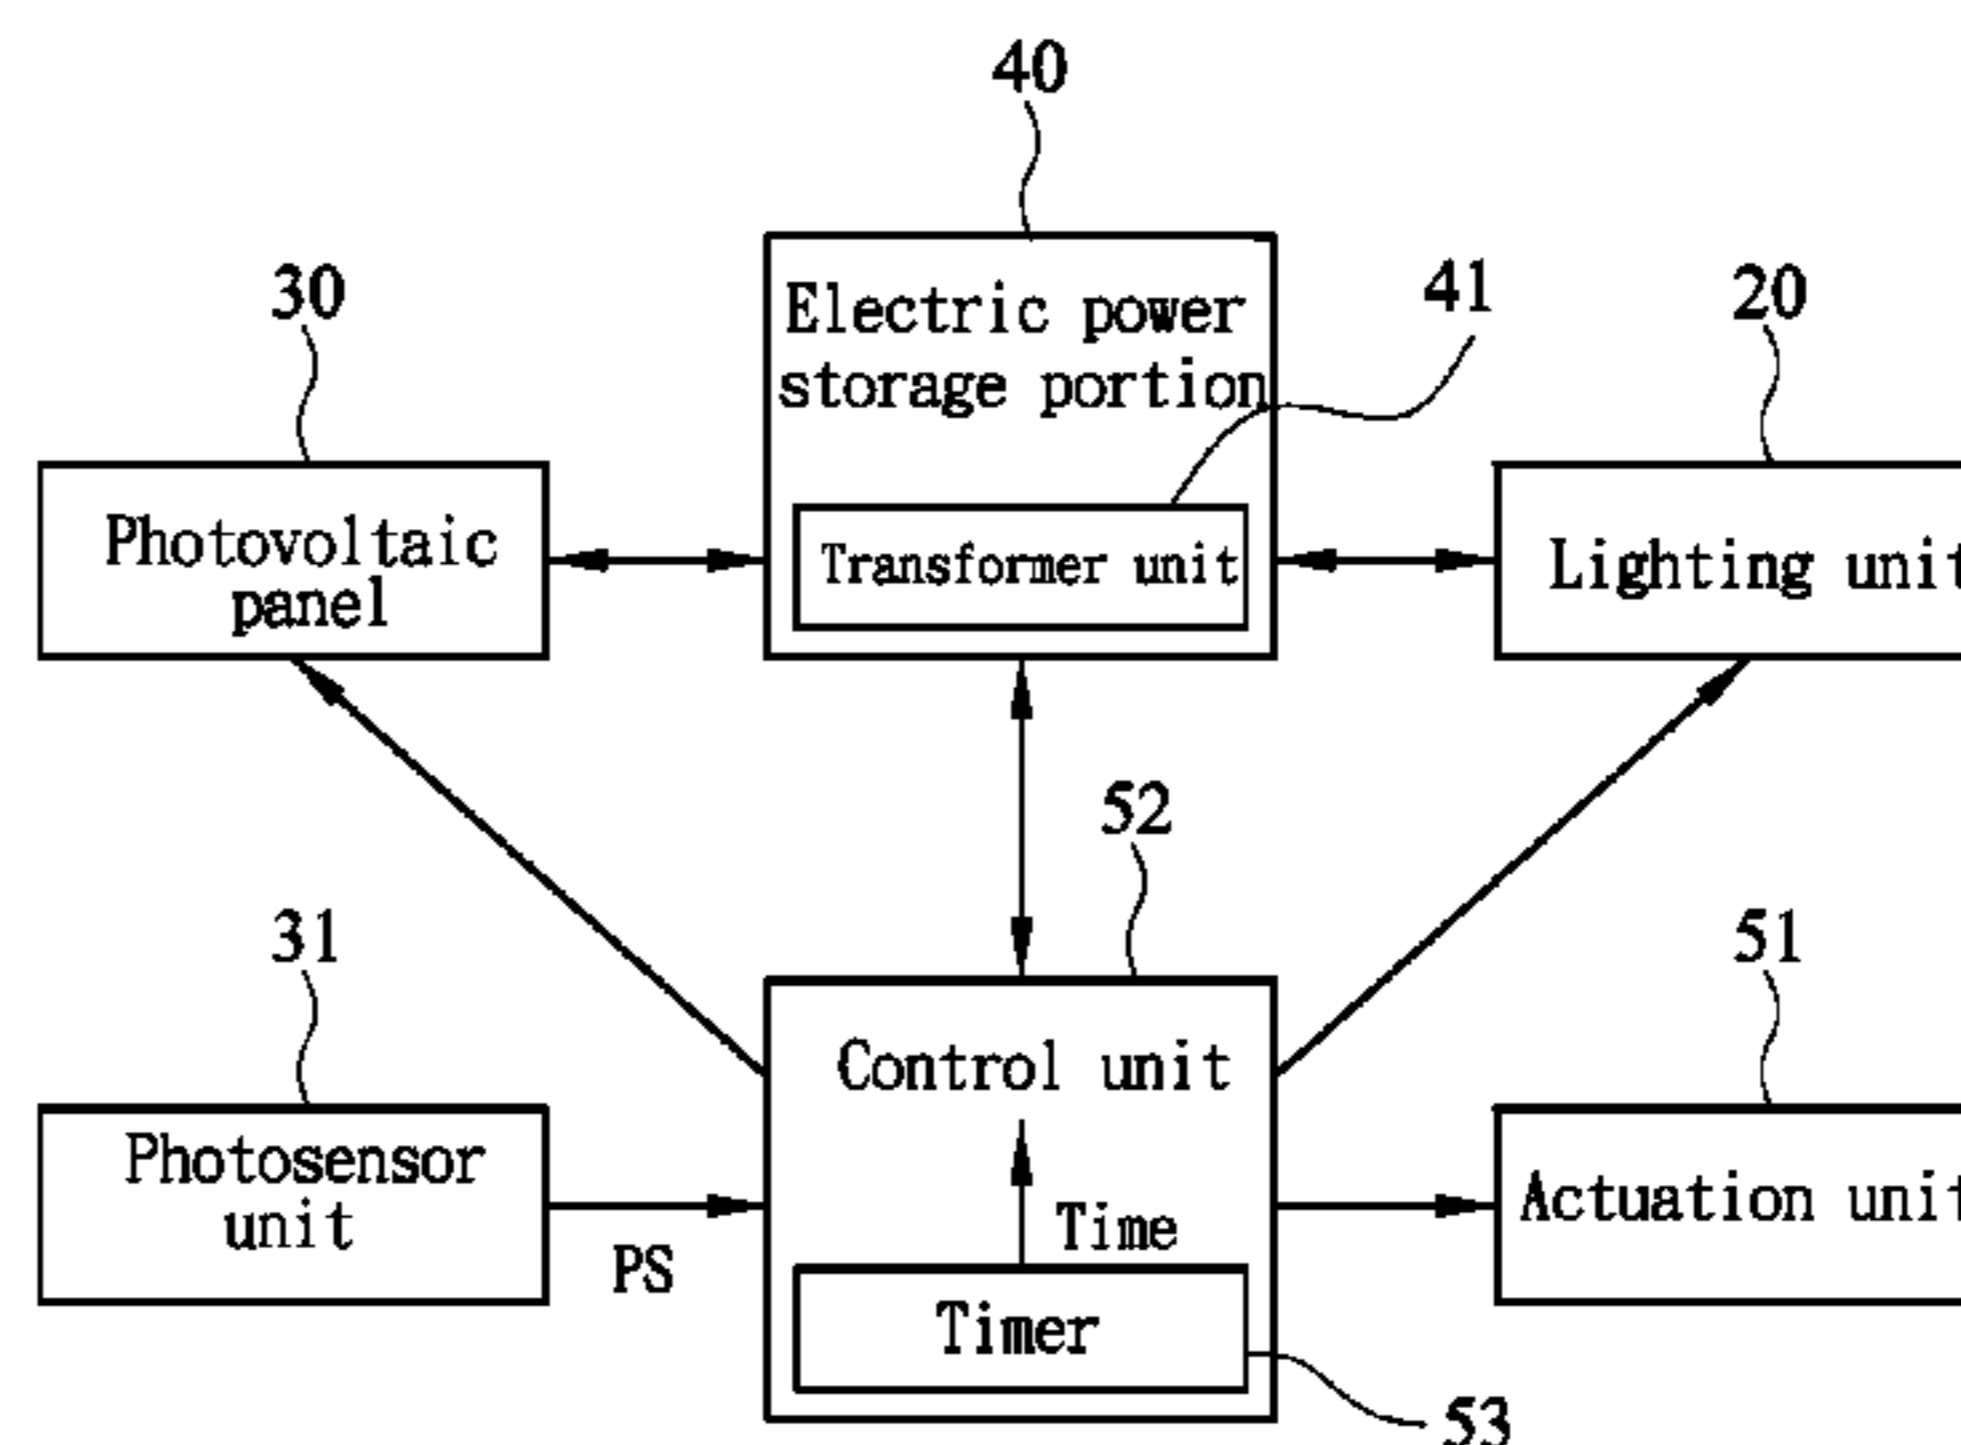 40
30
41
20
Electric power
storage portion
Photovoltaic
panel
Transformer unit
Lighting unit
52
31
51
Control unit
Photosensor
unit
PS
Time
Actuation unit
Timer
53